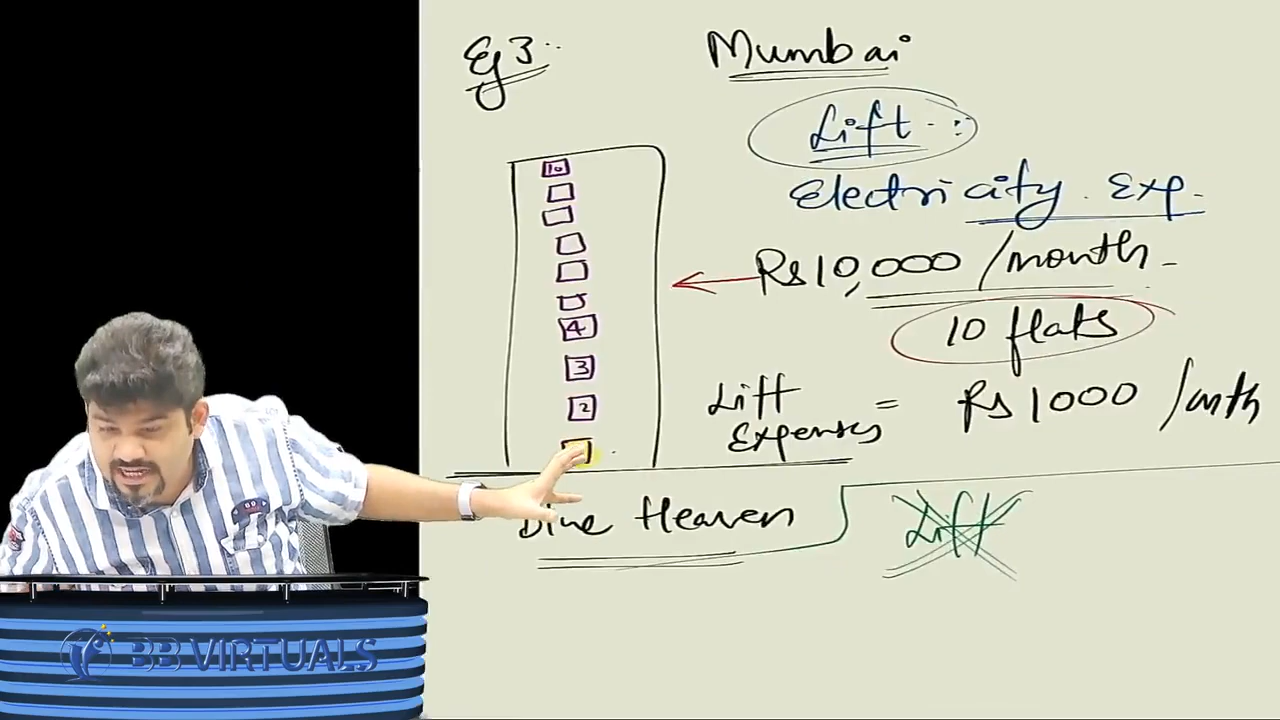 Eg 3:
Mumbai
Lift :
Electricity Exp.
Rs 10,000 /month
10 flats
Lift
Expenses = Rs 1000 /mth
10
4
3
2
Heaven
Lift
BB VIRTUALS